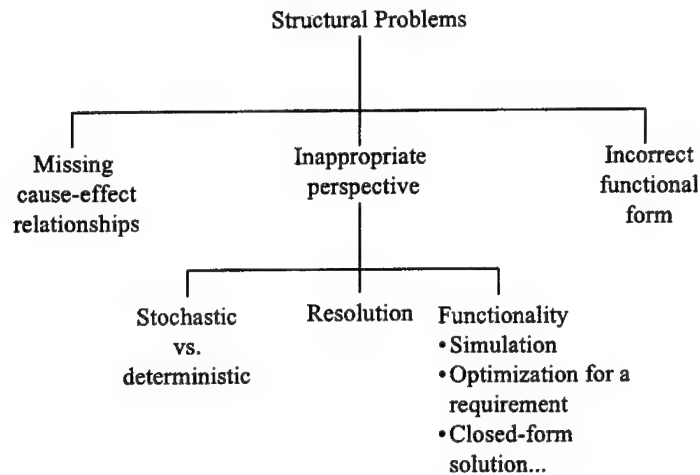 Structural Problems
Missing
cause-effect
relationships
Inappropriate
perspective
Incorrect
functional
form
Stochastic
vs.
deterministic
Resolution
Functionality
•Simulation
•Optimization for a
requirement
•Closed-form
solution...